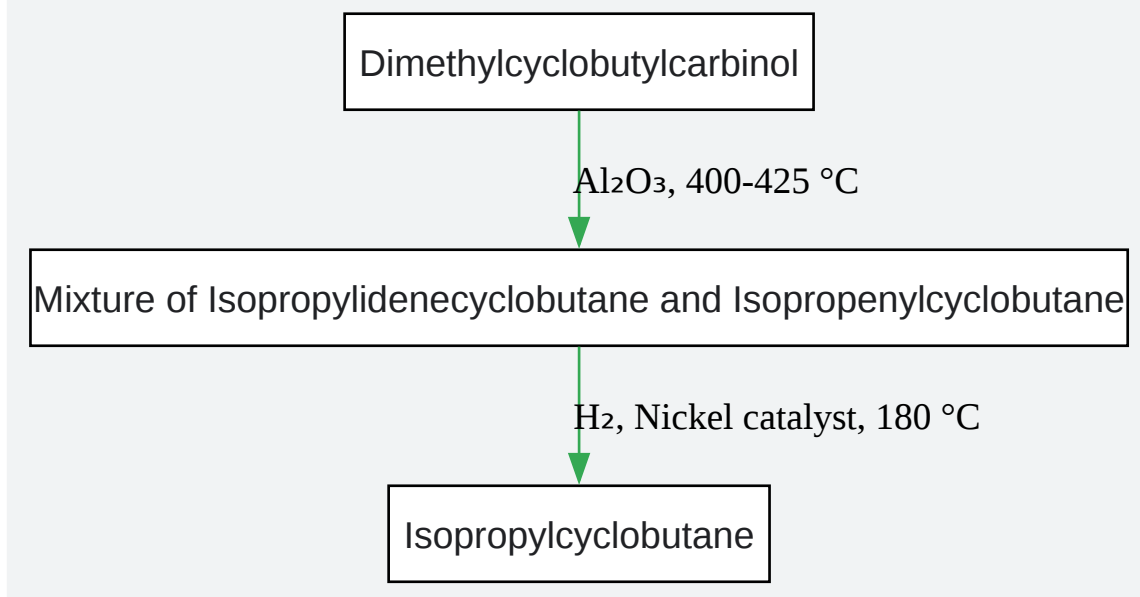 Dimethylcyclobutylcarbinol
Al₂O₃, 400-425 °C
Mixture of Isopropylidenecyclobutane and Isopropenylcyclobutane
H₂, Nickel catalyst, 180 °C
Isopropylcyclobutane